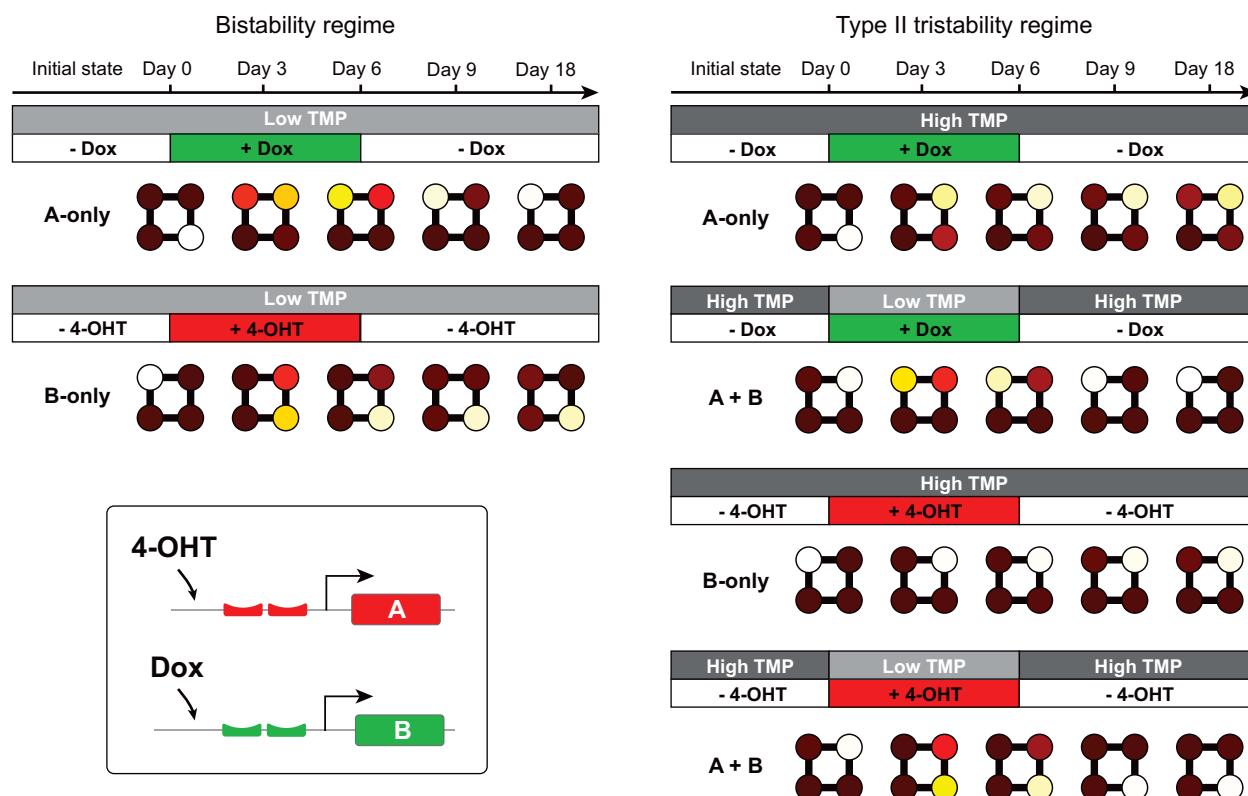 Bistability regime
Initial state Day 0 Day 3 Day 6 Day 9 Day 18
Low TMP
- Dox + Dox - Dox
A-only
Low TMP
- 4-OHT + 4-OHT - 4-OHT
B-only
4-OHT
A
Dox
B
Type II tristability regime
Initial state Day 0 Day 3 Day 6 Day 9 Day 18
High TMP
- Dox + Dox - Dox
A-only
High TMP Low TMP High TMP
- Dox + Dox - Dox
A + B
High TMP
- 4-OHT + 4-OHT - 4-OHT
B-only
High TMP Low TMP High TMP
- 4-OHT + 4-OHT - 4-OHT
A + B